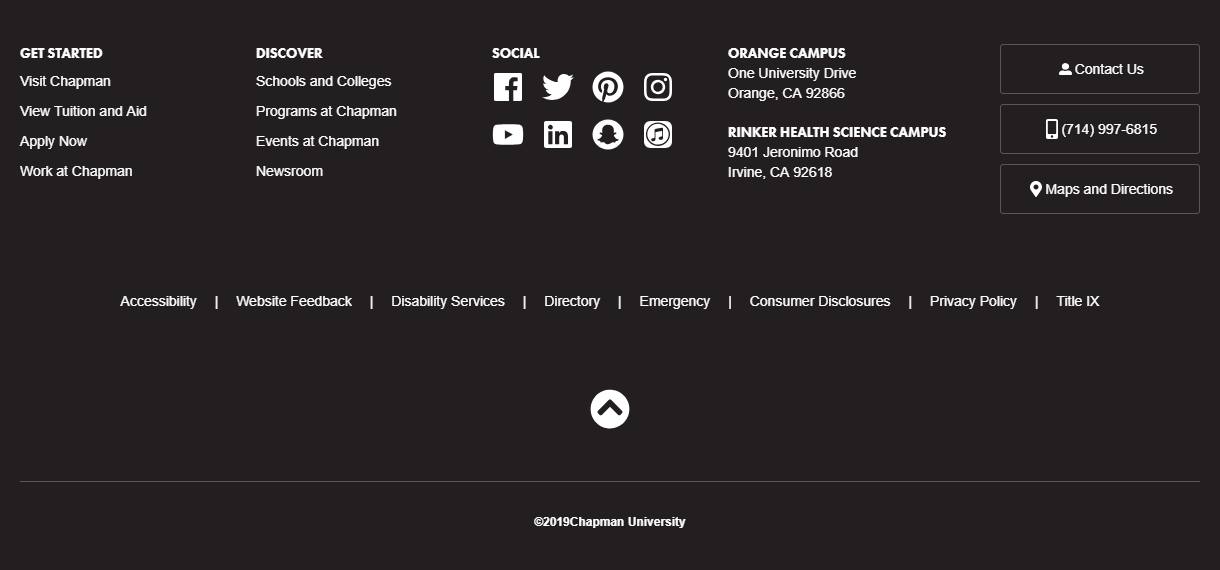 GET STARTED
Visit Chapman
View Tuition and Aid
Apply Now
Work at Chapman
DISCOVER
Schools and Colleges
Programs at Chapman
Events at Chapman
Newsroom
SOCIAL
ORANGE CAMPUS
One University Drive
Orange, CA 92866
RINKER HEALTH SCIENCE CAMPUS
9401 Jeronimo Road
Irvine, CA 92618
Contact Us
(714) 997-6815
Maps and Directions
Accessibility | Website Feedback | Disability Services | Directory | Emergency | Consumer Disclosures | Privacy Policy | Title IX
©2019Chapman University